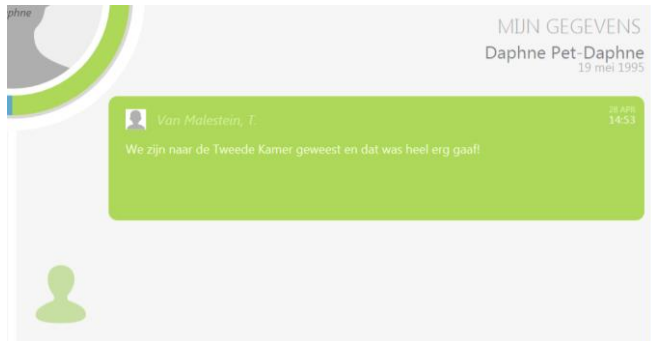 phne
MIJN GEGEVENS
Daphne Pet-Daphne
19 mei 1995
Van Malestein, T.
28 APR
14:53
We zijn naar de Tweede Kamer geweest en dat was heel erg gaaf!